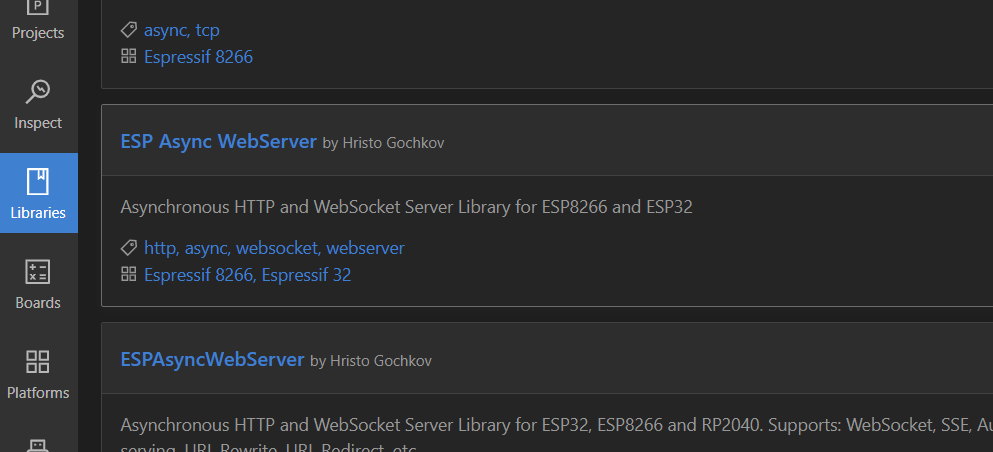 Projects
Inspect
Libraries
Boards
Platforms
async, tcp
Espressif 8266
ESP Async WebServer by Hristo Gochkov
Asynchronous HTTP and WebSocket Server Library for ESP8266 and ESP32
http, async, websocket, webserver
Espressif 8266, Espressif 32
ESPAsyncWebServer by Hristo Gochkov
Asynchronous HTTP and WebSocket Server Library for ESP32, ESP8266 and RP2040. Supports: WebSocket, SSE,
serving, URL Rewrite, URL Redirect, etc.